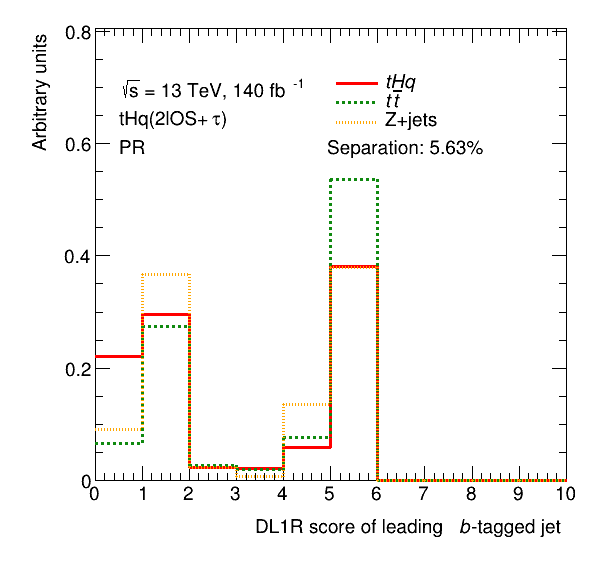 0.8
0.6
0.4
0.2
0
Arbitrary units
√s = 13 TeV, 140 fb -1
tHq(2lOS+ τ)
PR
tHq
tt̅
Z+jets
Separation: 5.63%
0 1 2 3 4 5 6 7 8 9 10
DL1R score of leading b-tagged jet